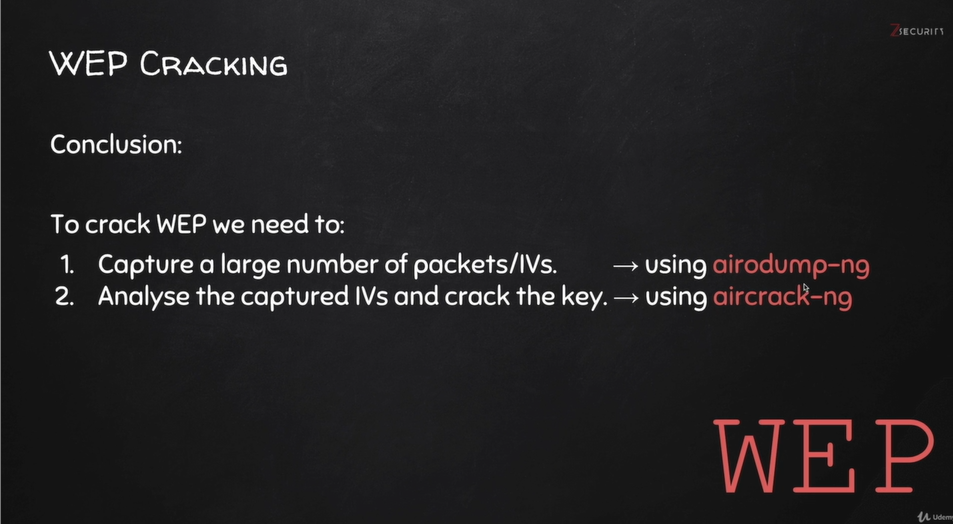 ZSECURITY
WEP CRACKING
Conclusion:
To crack WEP we need to:
1. Capture a large number of packets/IVs. → using airodump-ng
2. Analyse the captured IVs and crack the key. → using aircrack-ng
WEP
Udemy